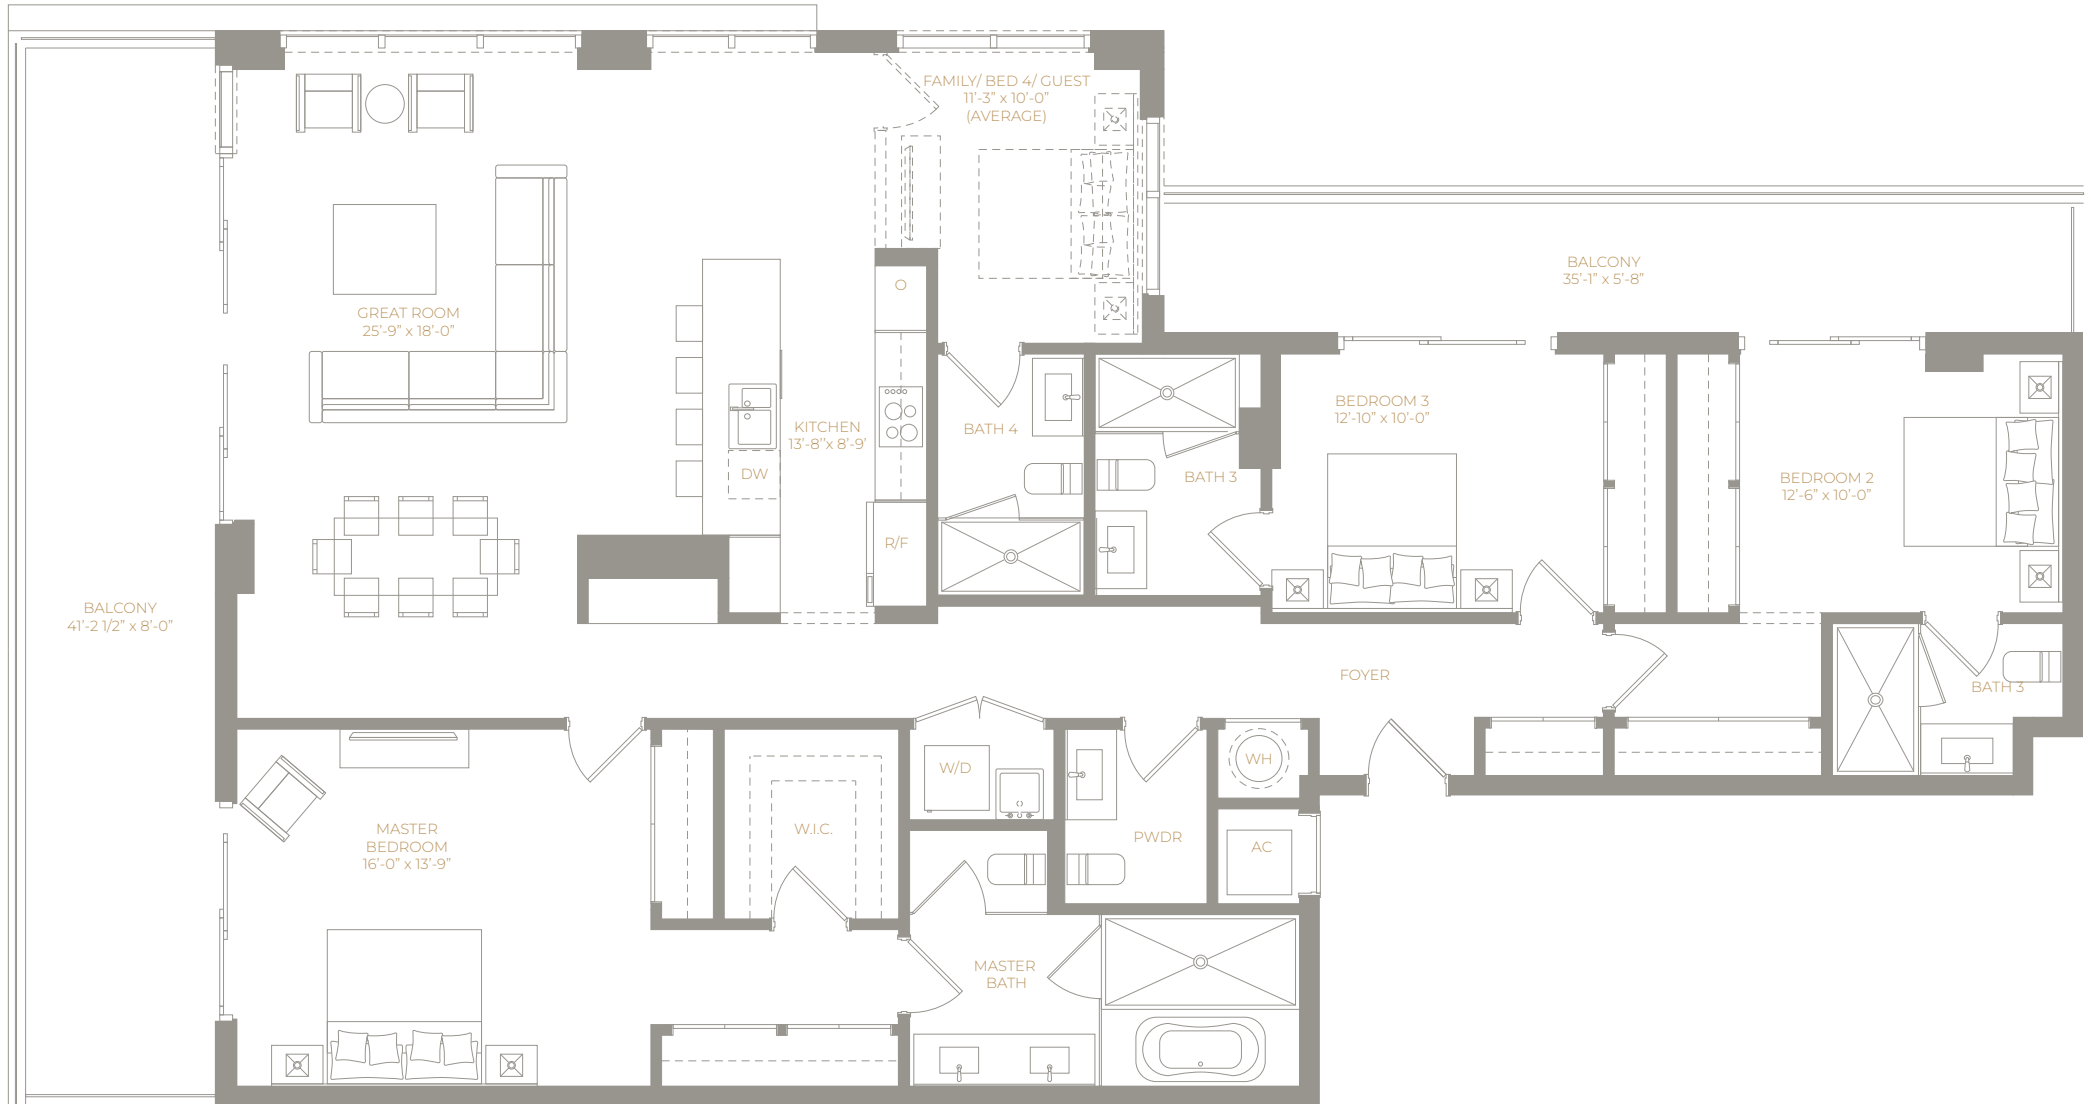 FAMILY/ BED 4/ GUEST
11’-3” x 10’-0”
(AVERAGE)
BALCONY
35’-1” x 5’-8”
O
GREAT ROOM
25’-9” x 18’-0”
BEDROOM 3
12’-10” x 10’-0”
KITCHEN
13’-8’’x 8’-9’
BATH 4
DW
BATH 3
BEDROOM 2
12’-6” x 10’-0”
R/F
BALCONY
41’-2 1/2” x 8’-0”
FOYER
BATH 3
W/D
WH
MASTER
BEDROOM
16’-0” x 13’-9”
W.I.C.
PWDR
AC
MASTER
BATH